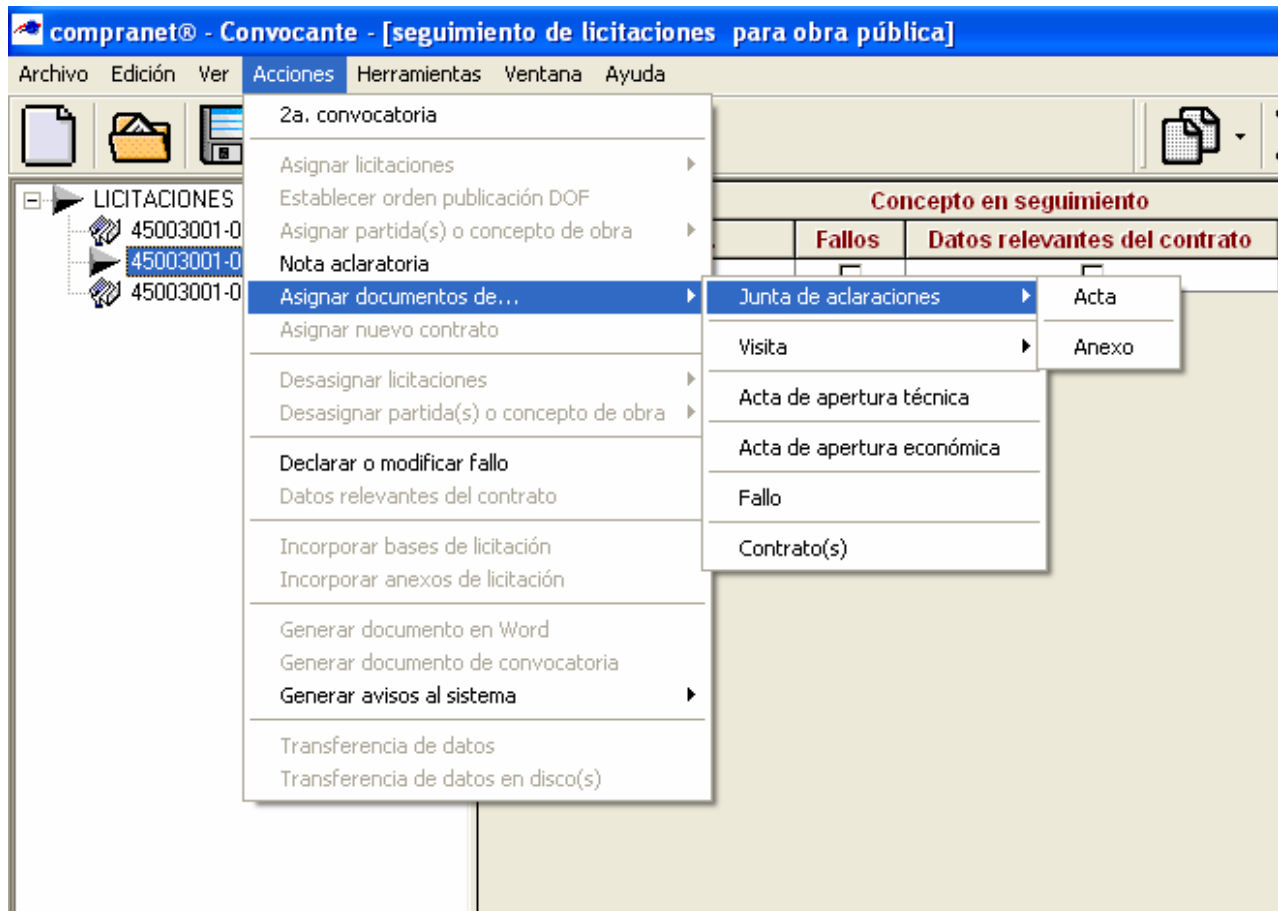 compranet® - Convocante - [seguimiento de licitaciones para obra pública]
Archivo Edición Ver Acciones Herramientas Ventana Ayuda
2a. convocatoria
Asignar licitaciones
Establecer orden publicación DOF
Asignar partida(s) o concepto de obra
Nota aclaratoria
Asignar documentos de...
Asignar nuevo contrato
Desasignar licitaciones
Desasignar partida(s) o concepto de obra
Declarar o modificar fallo
Datos relevantes del contrato
Incorporar bases de licitación
Incorporar anexos de licitación
Generar documento en Word
Generar documento de convocatoria
Generar avisos al sistema
Transferencia de datos
Transferencia de datos en disco(s)
Junta de aclaraciones
Visita
Acta de apertura técnica
Acta de apertura económica
Fallo
Contrato(s)
Acta
Anexo
LICITACIONES
45003001-0
45003001-0
45003001-0
Concepto en seguimiento
Fallos Datos relevantes del contrato